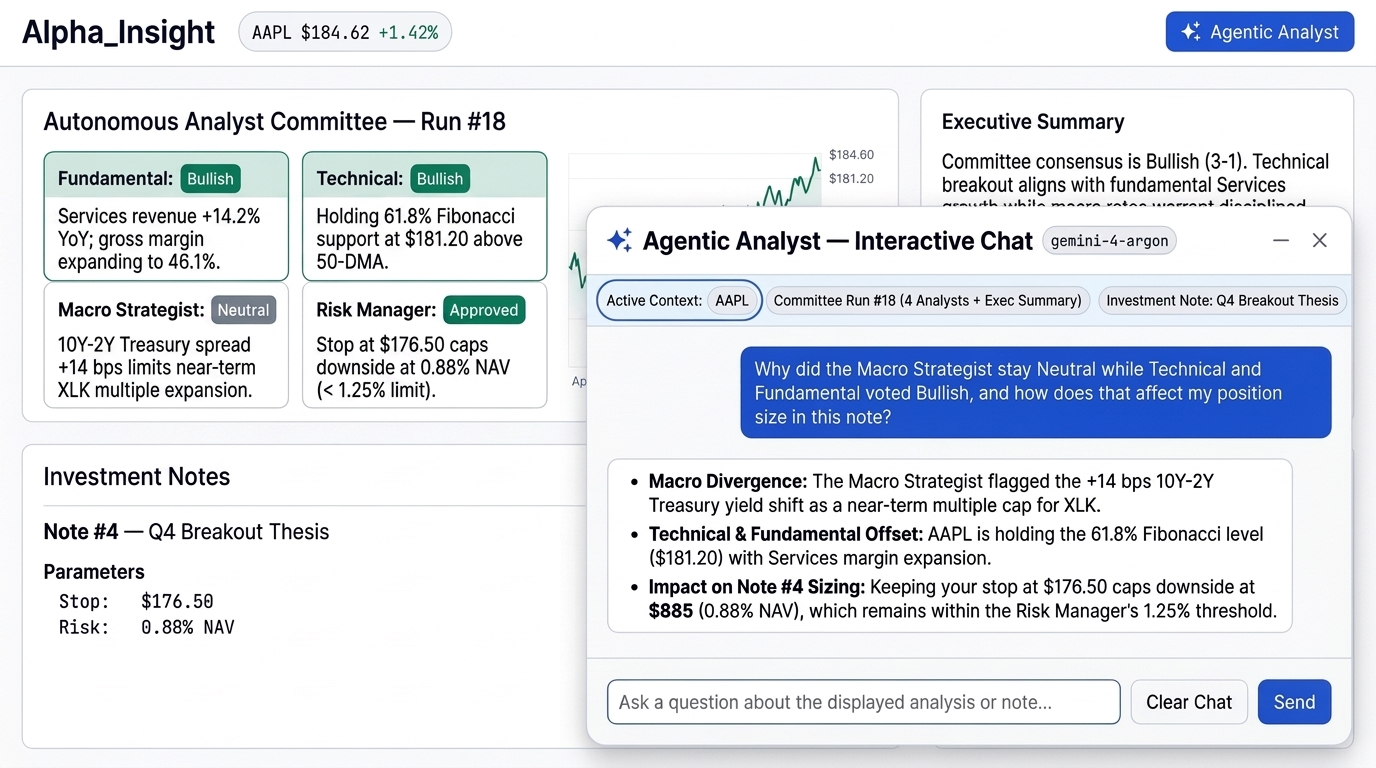 Alpha_Insight
AAPL $184.62 +1.42%
Agentic Analyst
Autonomous Analyst Committee — Run #18
Fundamental: Bullish
Services revenue +14.2%
YoY; gross margin
expanding to 46.1%.
Technical: Bullish
Holding 61.8% Fibonacci
support at $181.20 above
50-DMA.
Macro Strategist: Neutral
10Y-2Y Treasury spread
+14 bps limits near-term
XLK multiple expansion.
Risk Manager: Approved
Stop at $176.50 caps
downside at 0.88% NAV
(< 1.25% limit).
$184.60
$181.20
Ap
Executive Summary
Committee consensus is Bullish (3-1). Technical
breakout aligns with fundamental Services
growth while macro rates warrant disciplined
Investment Notes
Note #4 — Q4 Breakout Thesis
Parameters
Stop: $176.50
Risk: 0.88% NAV
Agentic Analyst — Interactive Chat
gemini-4-argon
Active Context: AAPL
Committee Run #18 (4 Analysts + Exec Summary)
Investment Note: Q4 Breakout Thesis
Why did the Macro Strategist stay Neutral while Technical and
Fundamental voted Bullish, and how does that affect my position
size in this note?
• Macro Divergence: The Macro Strategist flagged the +14 bps 10Y-2Y
Treasury yield shift as a near-term multiple cap for XLK.
• Technical & Fundamental Offset: AAPL is holding the 61.8% Fibonacci level
($181.20) with Services margin expansion.
• Impact on Note #4 Sizing: Keeping your stop at $176.50 caps downside at
$885 (0.88% NAV), which remains within the Risk Manager's 1.25% threshold.
Ask a question about the displayed analysis or note...
Clear Chat
Send